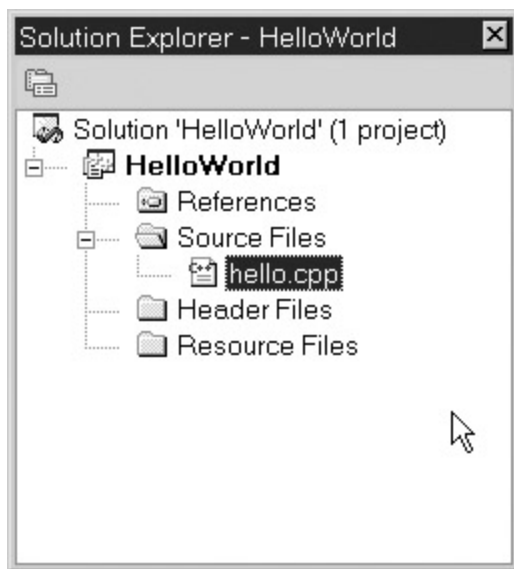 Solution Explorer - HelloWorld
Solution 'HelloWorld' (1 project)
HelloWorld
References
Source Files
hello.cpp
Header Files
Resource Files